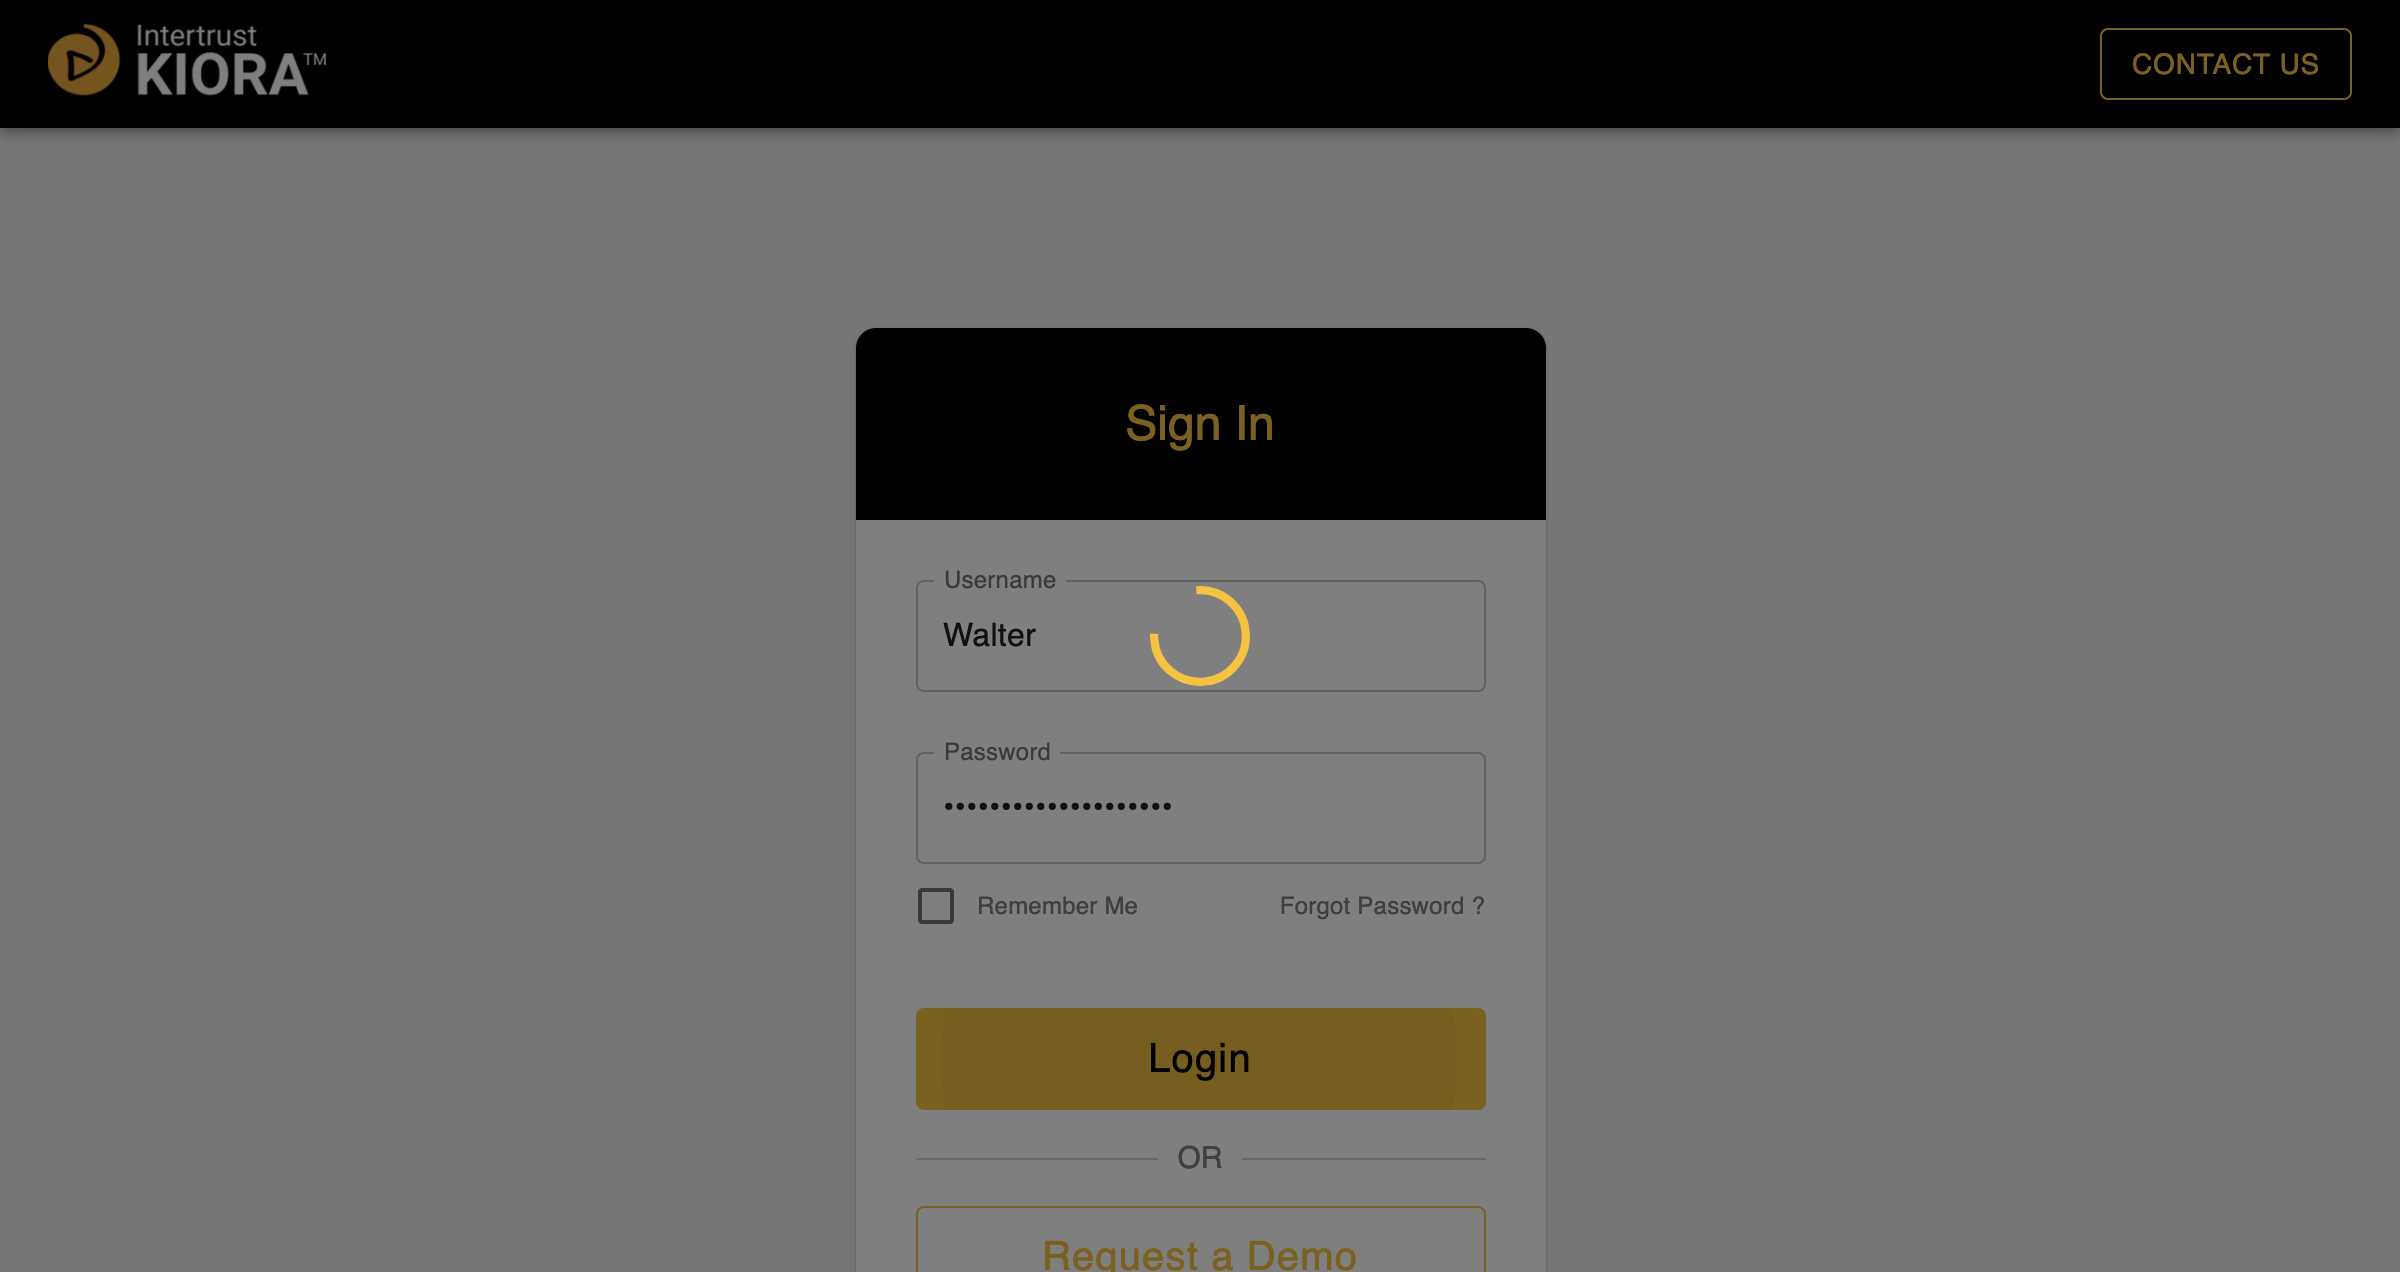 Intertrust
KIORA™
CONTACT US
Sign In
Username
Walter
Password
••••••••••••••••••••
Remember Me
Forgot Password ?
Login
OR
Request a Demo